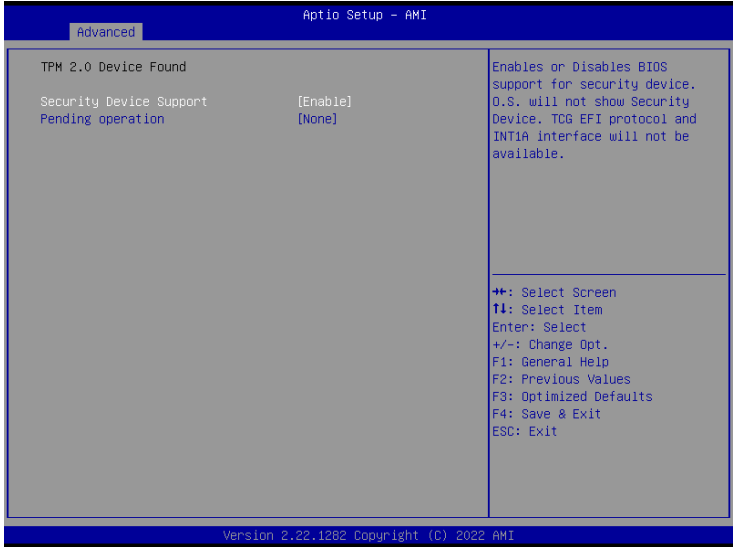 Aptio Setup – AMI
Advanced
TPM 2.0 Device Found
Security Device Support [Enable]
Pending operation [None]
Enables or Disables BIOS
support for security device.
O.S. will not show Security
Device. TCG EFI protocol and
INT1A interface will not be
available.
→←: Select Screen
↑↓: Select Item
Enter: Select
+/-: Change Opt.
F1: General Help
F2: Previous Values
F3: Optimized Defaults
F4: Save & Exit
ESC: Exit
Version 2.22.1282 Copyright (C) 2022 AMI